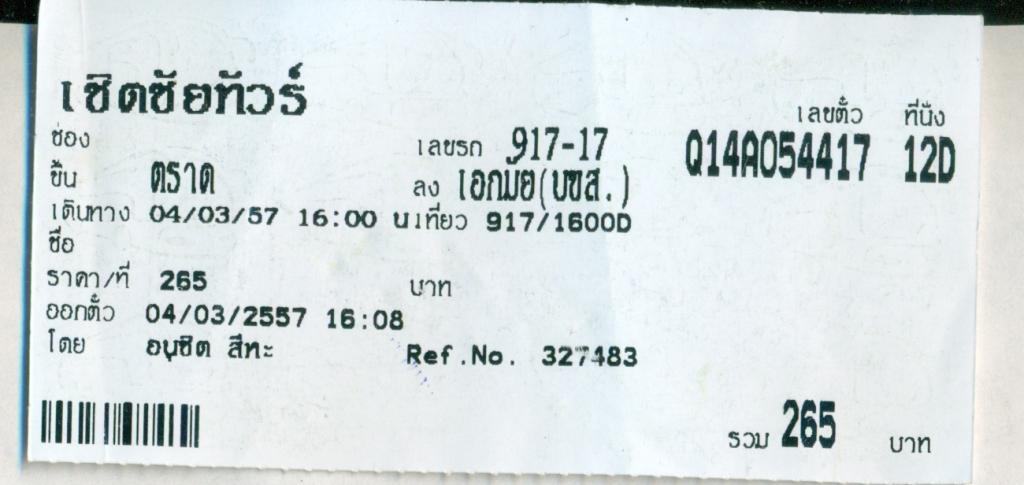 เชิดชัยทัวร์
เลขตั๋ว ที่นั่ง
ช่อง เลขรถ 917-17 Q14A054417 12D
ขึ้น ตราด ลง เอกมัย(บขส.)
เดินทาง 04/03/57 16:00 น เที่ยว 917/1600D
ชื่อ
ราคา/ที่ 265 บาท
ออกตั๋ว 04/03/2557 16:08
โดย อนุชิต สีทะ Ref.No. 327483
รวม 265 บาท